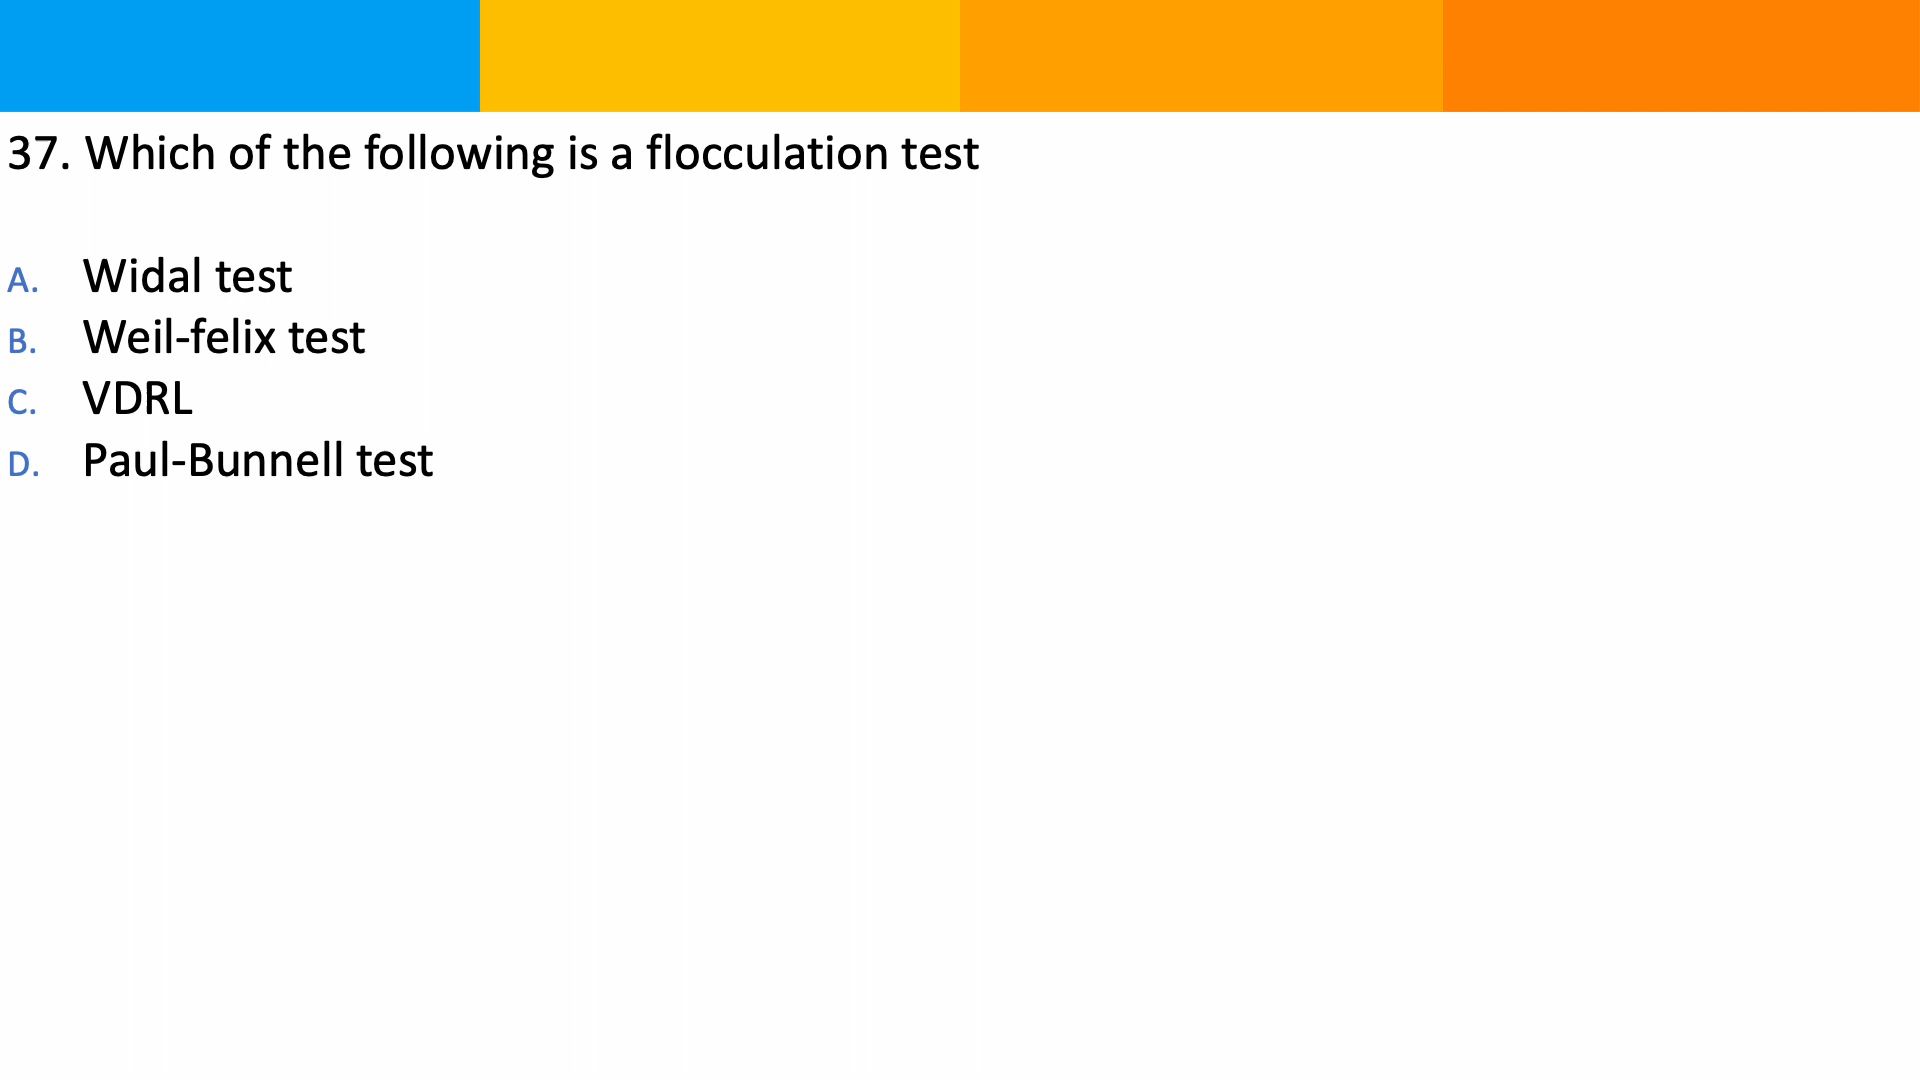 37. Which of the following is a flocculation test
A. Widal test
B. Weil-felix test
C. VDRL
D. Paul-Bunnell test